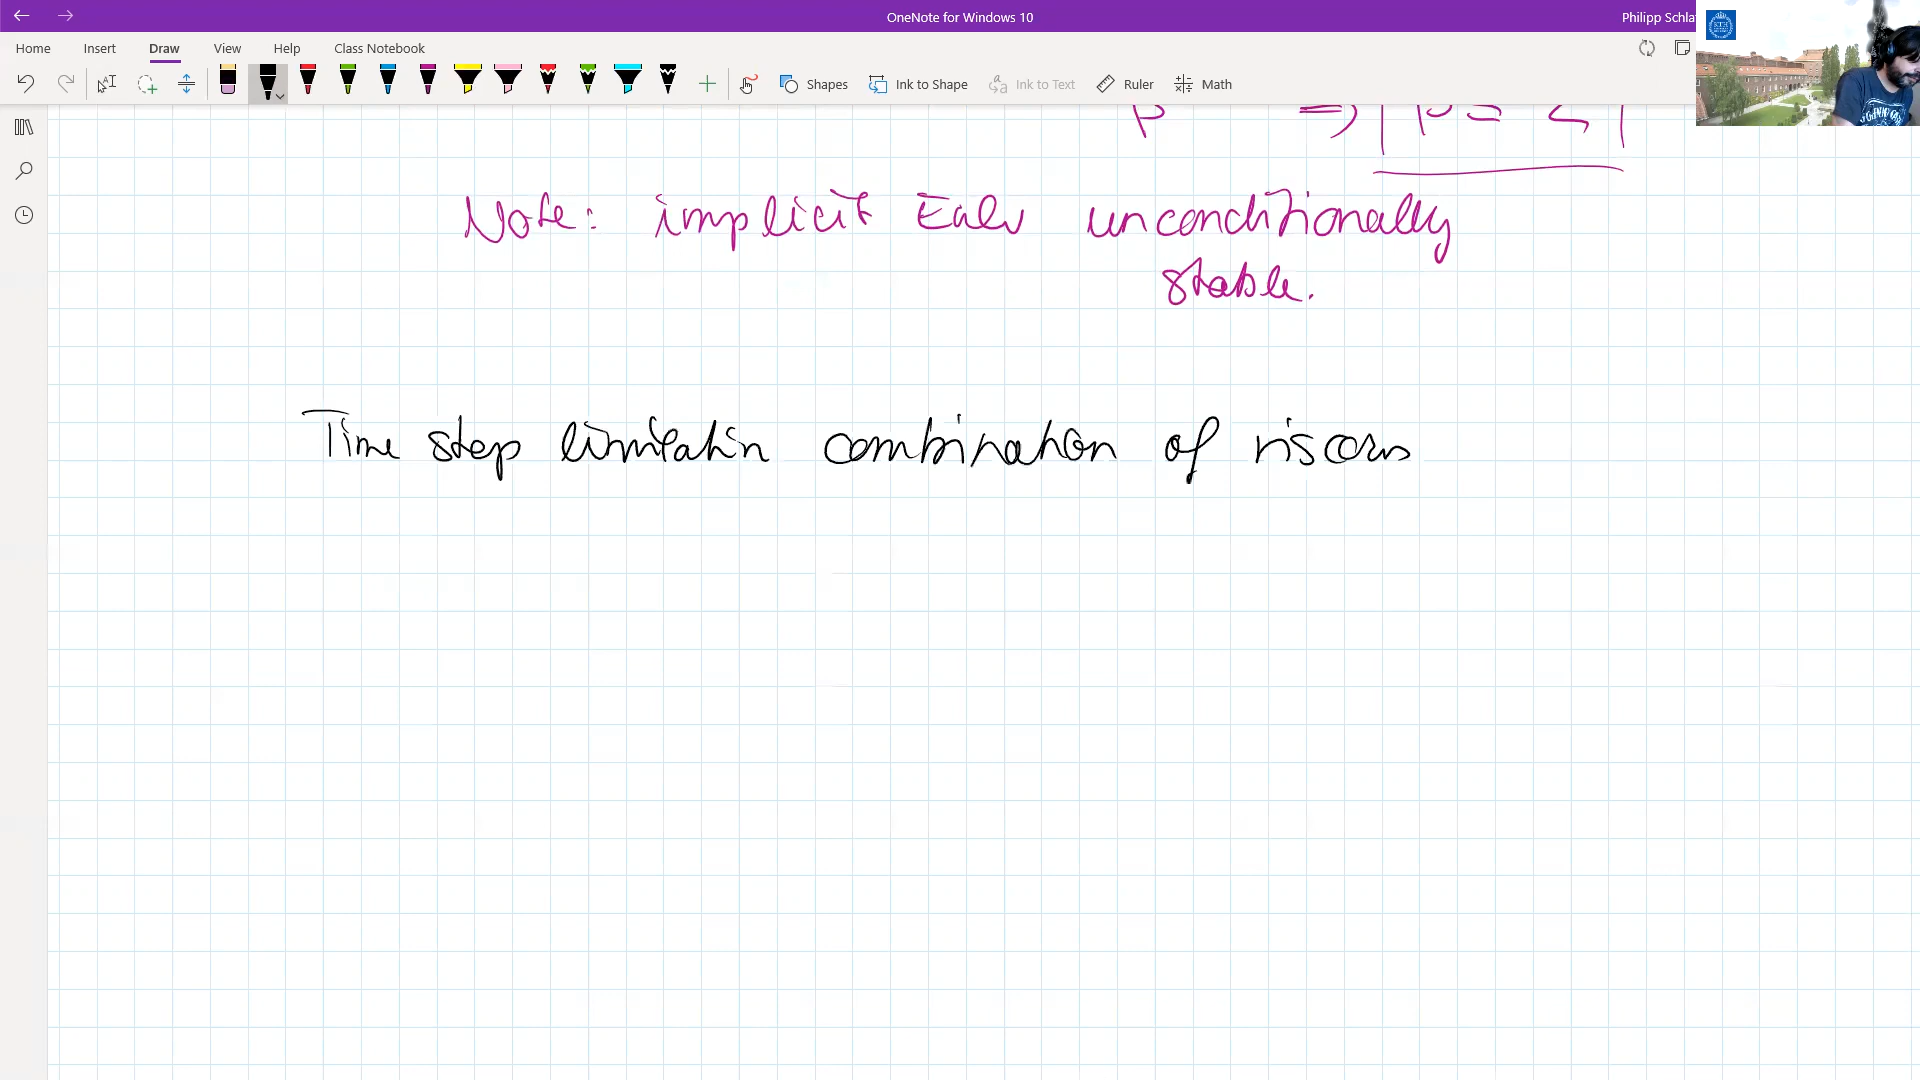 OneNote for Windows 10
Philipp Schla
Home Insert Draw View Help Class Notebook
Shapes Ink to Shape Ink to Text Ruler Math
Note: implicit Euler unconditionally
stable.
Time step limitation combination of viscous